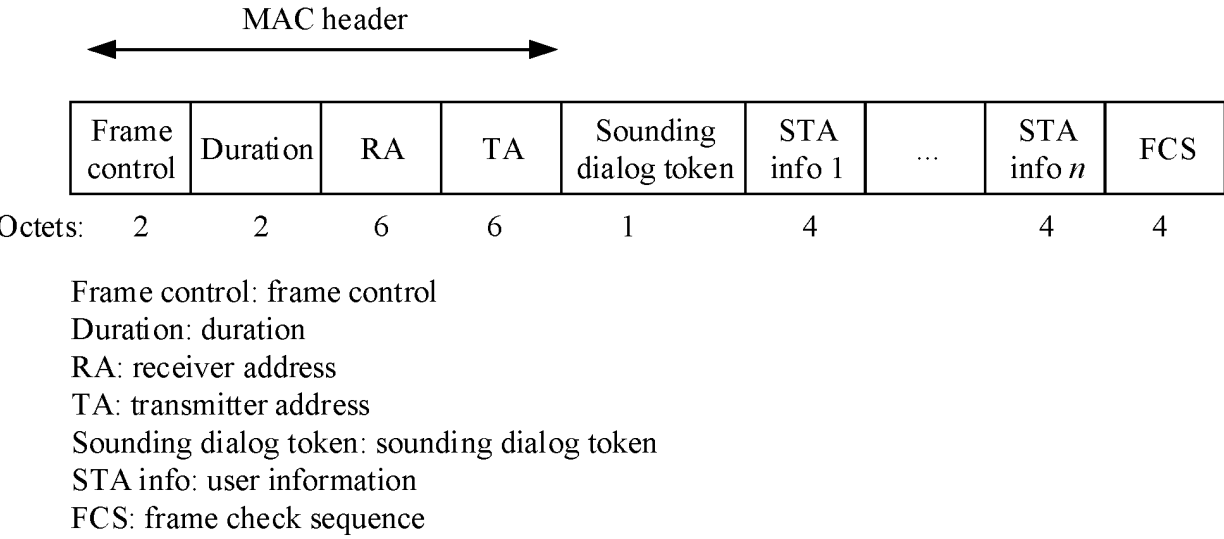 MAC header
Frame control Duration RA TA Sounding dialog token STA info 1 ... STA info n FCS
Octets: 2 2 6 6 1 4 4 4
Frame control: frame control
Duration: duration
RA: receiver address
TA: transmitter address
Sounding dialog token: sounding dialog token
STA info: user information
FCS: frame check sequence